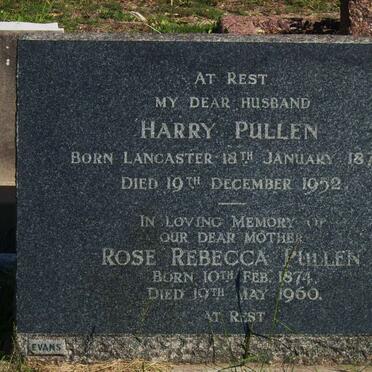 AT REST
MY DEAR HUSBAND
HARRY PULLEN
BORN LANCASTER 18TH JANUARY 187
DIED 19TH DECEMBER 1952.
IN LOVING MEMORY OF
OUR DEAR MOTHER
ROSE REBECCA PULLEN
BORN 10TH FEB. 1874.
DIED 19TH MAY 1960.
AT REST
EVANS